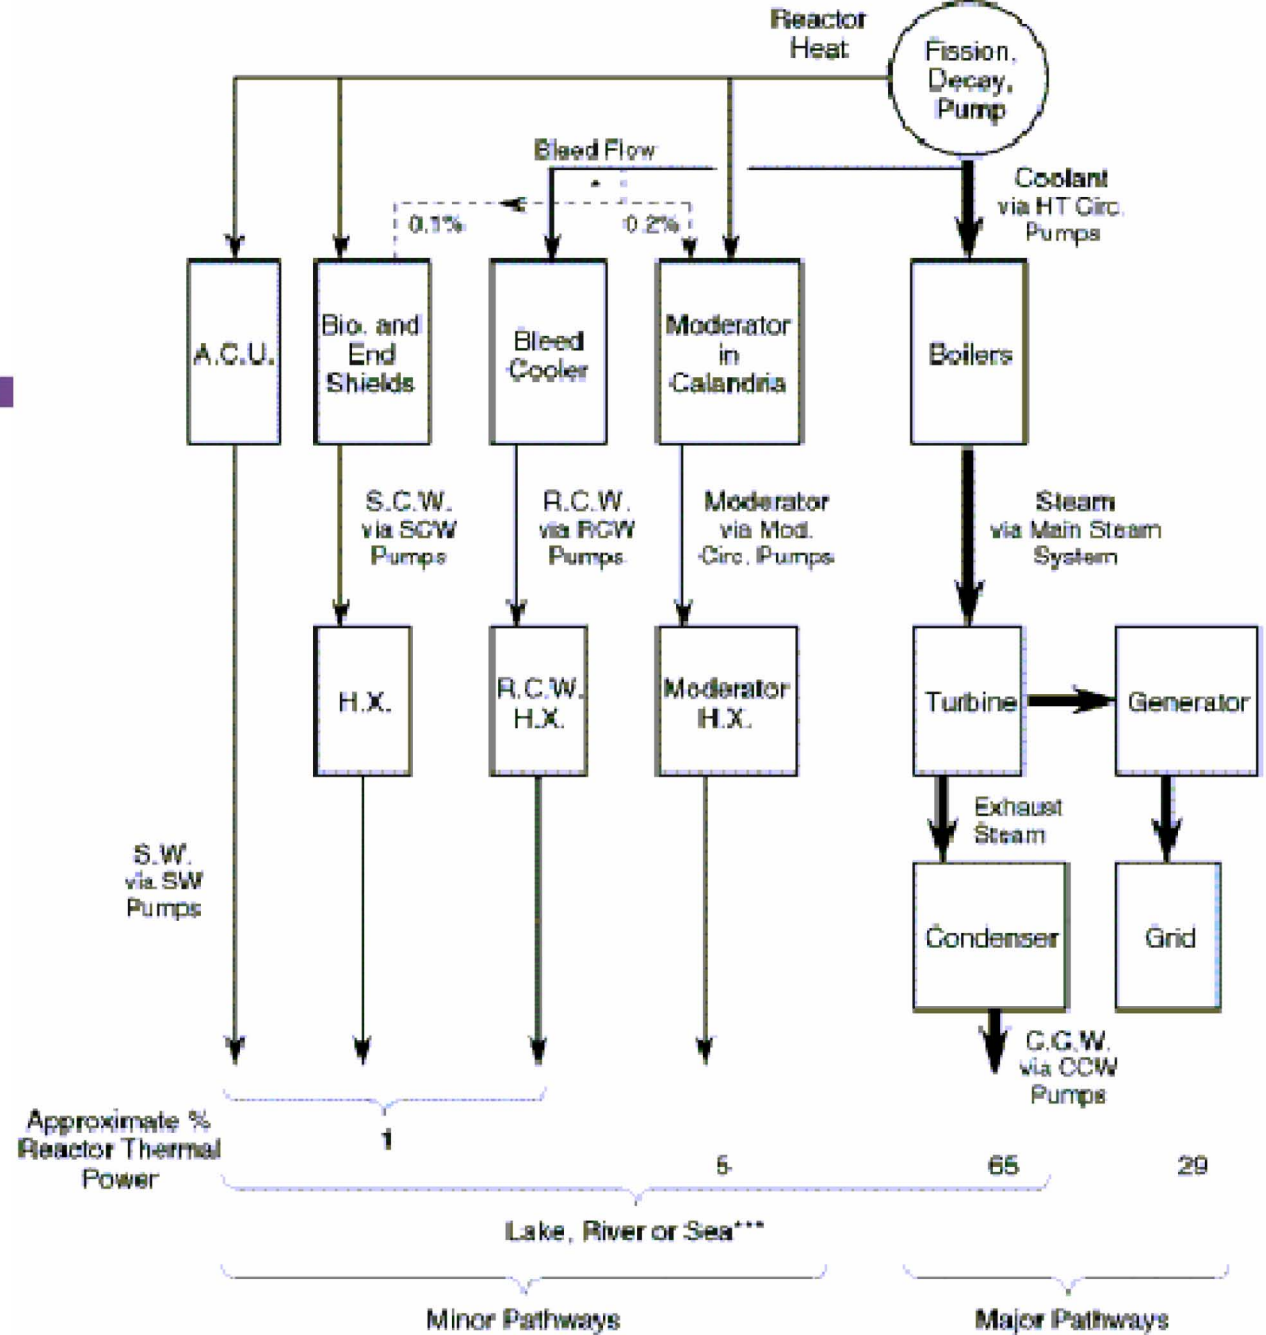 Reactor
Heat
Fission,
Decay,
Pump
Bleed Flow
Coolant
via HT Circ.
Pumps
0.1%
0.2%
A.C.U.
Bio. and
End
Shields
Bleed
Cooler
Moderator
in
Calandria
Boilers
S.C.W.
via SCW
Pumps
R.C.W.
via RCW
Pumps
Moderator
via Mod.
Circ. Pumps
Steam
via Main Steam
System
H.X.
R.C.W.
H.X.
Moderator
H.X.
Turbine
Generator
Exhaust
Steam
S.W.
via SW
Pumps
Condenser
Grid
C.C.W.
via CCW
Pumps
Approximate %
Reactor Thermal
Power
1
5
65
29
Lake, River or Sea***
Minor Pathways
Major Pathways